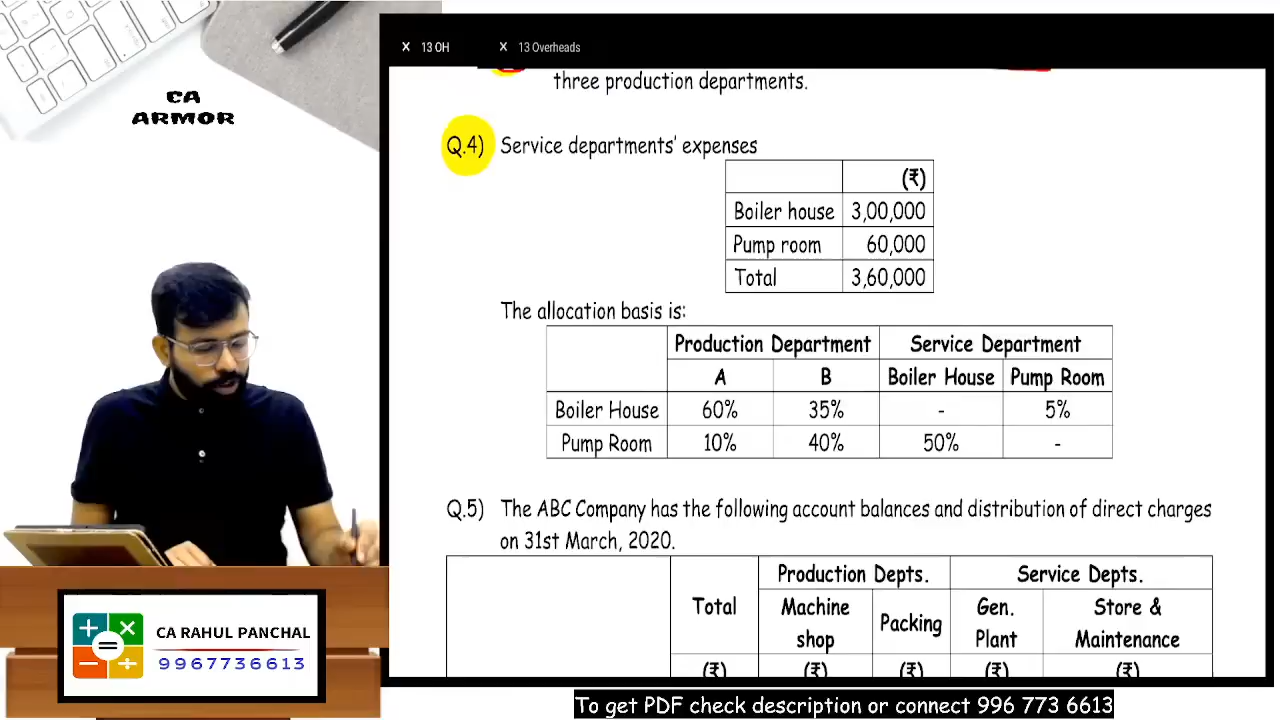 CA
ARMOR
× 13 OH × 13 Overheads
three production departments.
Q.4) Service departments' expenses
(₹)
Boiler house 3,00,000
Pump room 60,000
Total 3,60,000
The allocation basis is:
Production Department Service Department
A B Boiler House Pump Room
Boiler House 60% 35% - 5%
Pump Room 10% 40% 50% -
Q.5) The ABC Company has the following account balances and distribution of direct charges
on 31st March, 2020.
Production Depts. Service Depts.
Total Machine shop Packing Gen. Plant Store & Maintenance
(₹) (₹) (₹) (₹) (₹)
CA RAHUL PANCHAL
9967736613
To get PDF check description or connect 996 773 6613